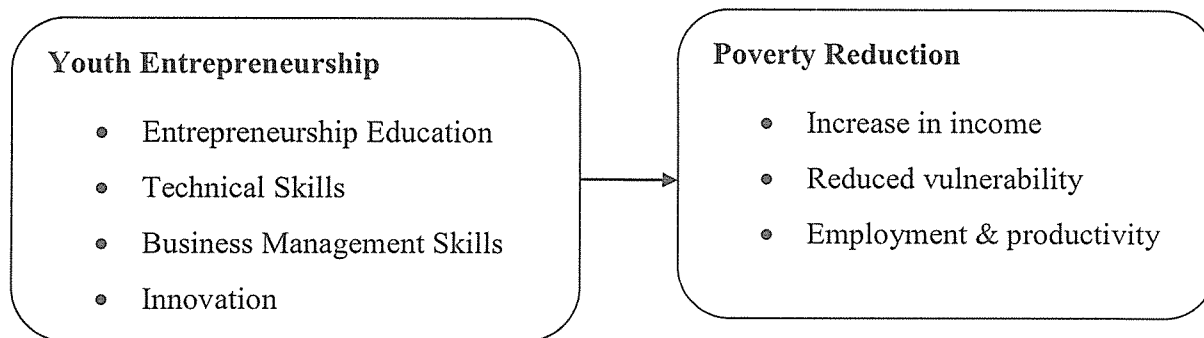 Youth Entrepreneurship
• Entrepreneurship Education
• Technical Skills
• Business Management Skills
• Innovation
Poverty Reduction
• Increase in income
• Reduced vulnerability
• Employment & productivity